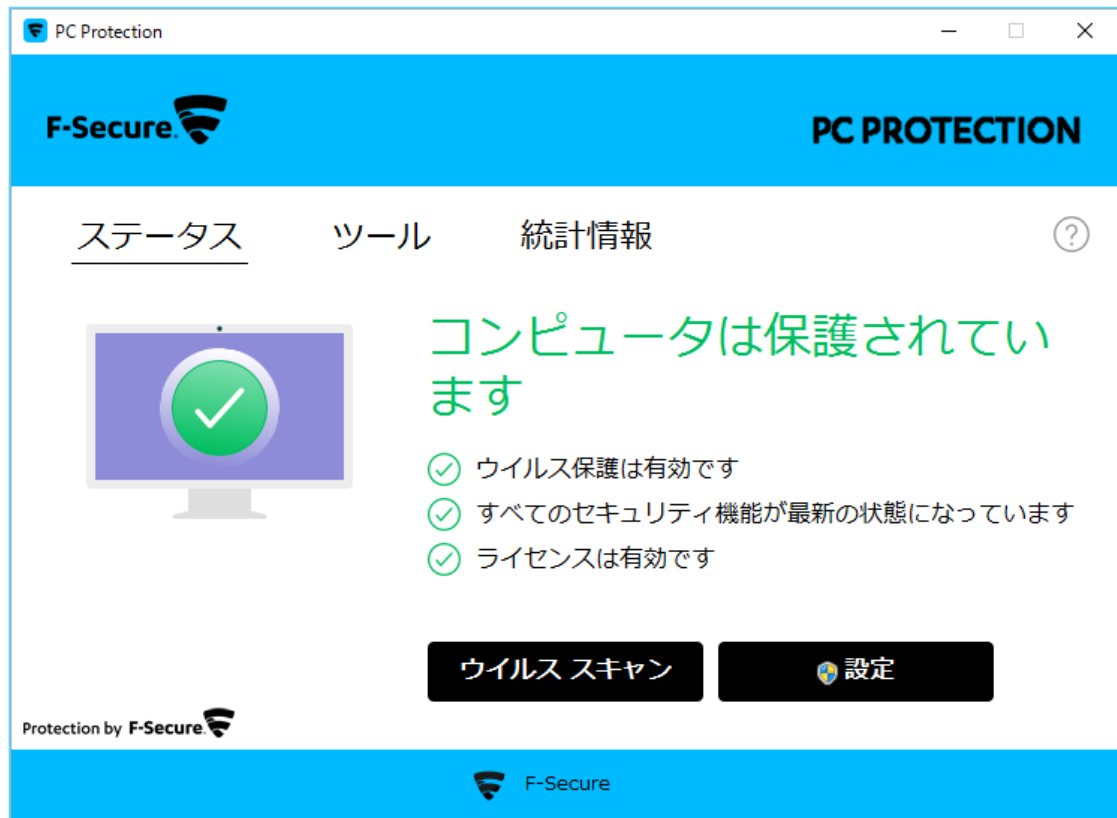 PC Protection
F-Secure.
PC PROTECTION
ステータス ツール 統計情報 ?
コンピュータは保護されてい
ます
ウイルス保護は有効です
すべてのセキュリティ機能が最新の状態になっています
ライセンスは有効です
ウイルス スキャン 設定
Protection by F-Secure.
F-Secure